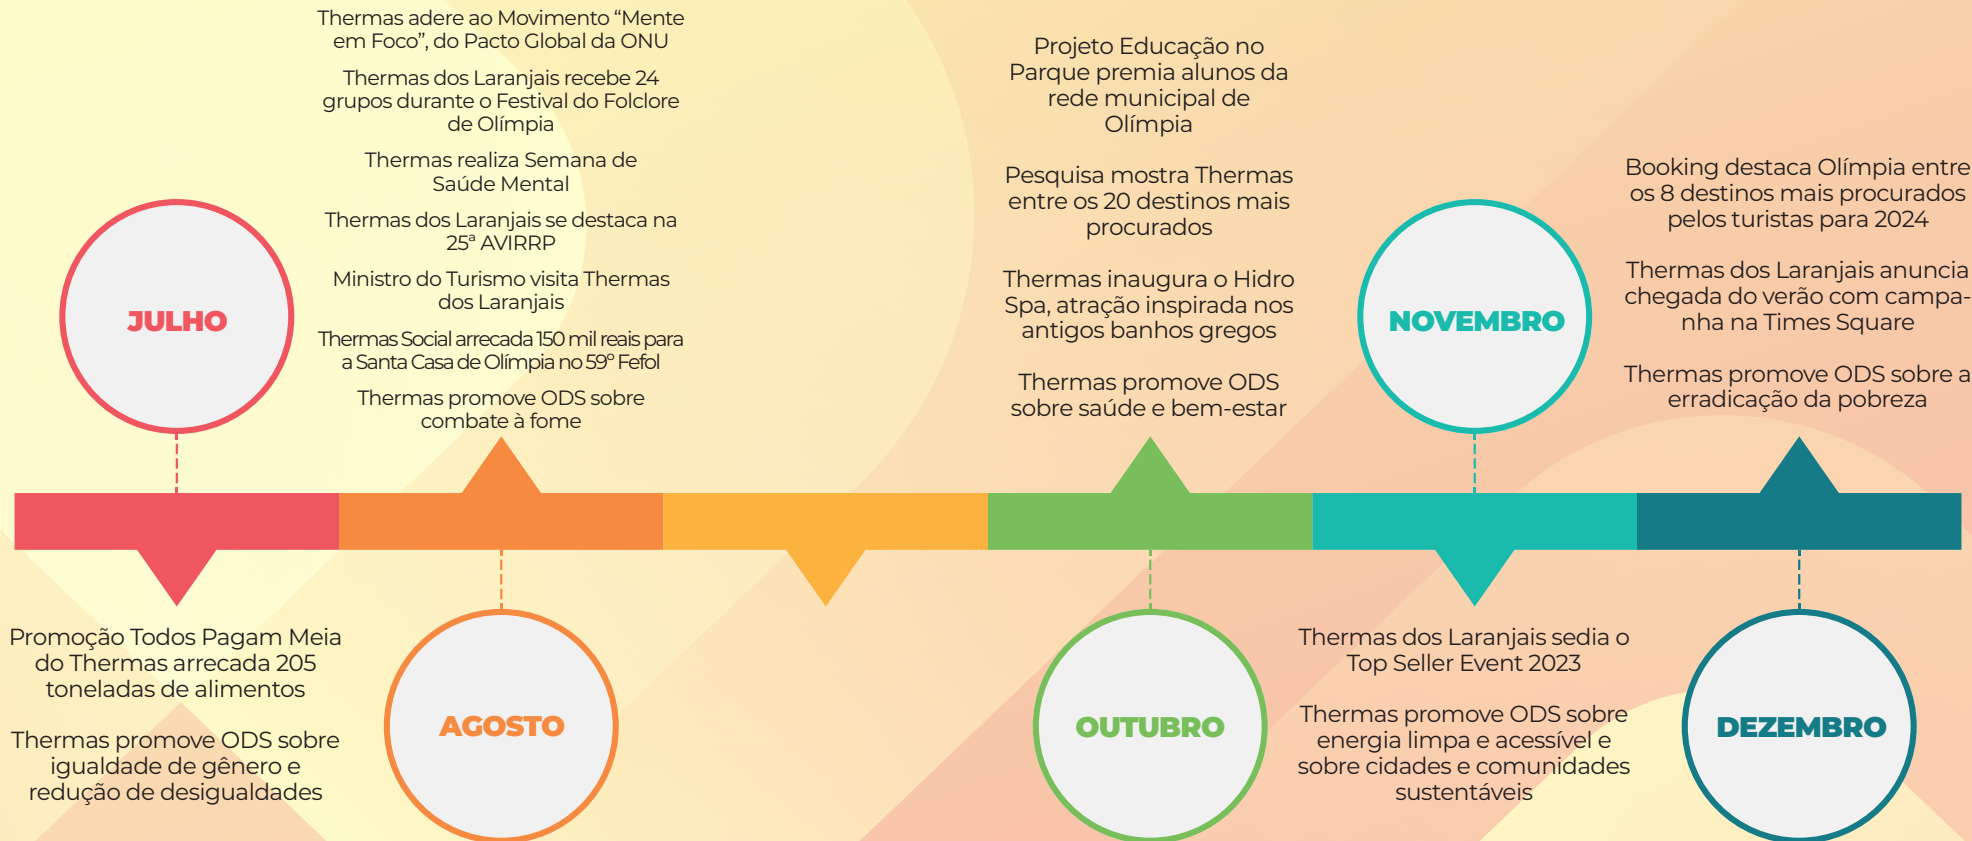 JULHO
Promoção Todos Pagam Meia
do Thermas arrecada 205
toneladas de alimentos
Thermas promove ODS sobre
igualdade de gênero e
redução de desigualdades
Thermas adere ao Movimento “Mente
em Foco”, do Pacto Global da ONU
Thermas dos Laranjais recebe 24
grupos durante o Festival do Folclore
de Olímpia
Thermas realiza Semana de
Saúde Mental
Thermas dos Laranjais se destaca na
25ª AVIRRP
Ministro do Turismo visita Thermas
dos Laranjais
Thermas Social arrecada 150 mil reais para
a Santa Casa de Olímpia no 59º Fefol
Thermas promove ODS sobre
combate à fome
AGOSTO
Projeto Educação no
Parque premia alunos da
rede municipal de
Olímpia
Pesquisa mostra Thermas
entre os 20 destinos mais
procurados
Thermas inaugura o Hidro
Spa, atração inspirada nos
antigos banhos gregos
Thermas promove ODS
sobre saúde e bem-estar
OUTUBRO
NOVEMBRO
Thermas dos Laranjais sedia o
Top Seller Event 2023
Thermas promove ODS sobre
energia limpa e acessível e
sobre cidades e comunidades
sustentáveis
Booking destaca Olímpia entre
os 8 destinos mais procurados
pelos turistas para 2024
Thermas dos Laranjais anuncia
chegada do verão com campa-
nha na Times Square
Thermas promove ODS sobre a
erradicação da pobreza
DEZEMBRO